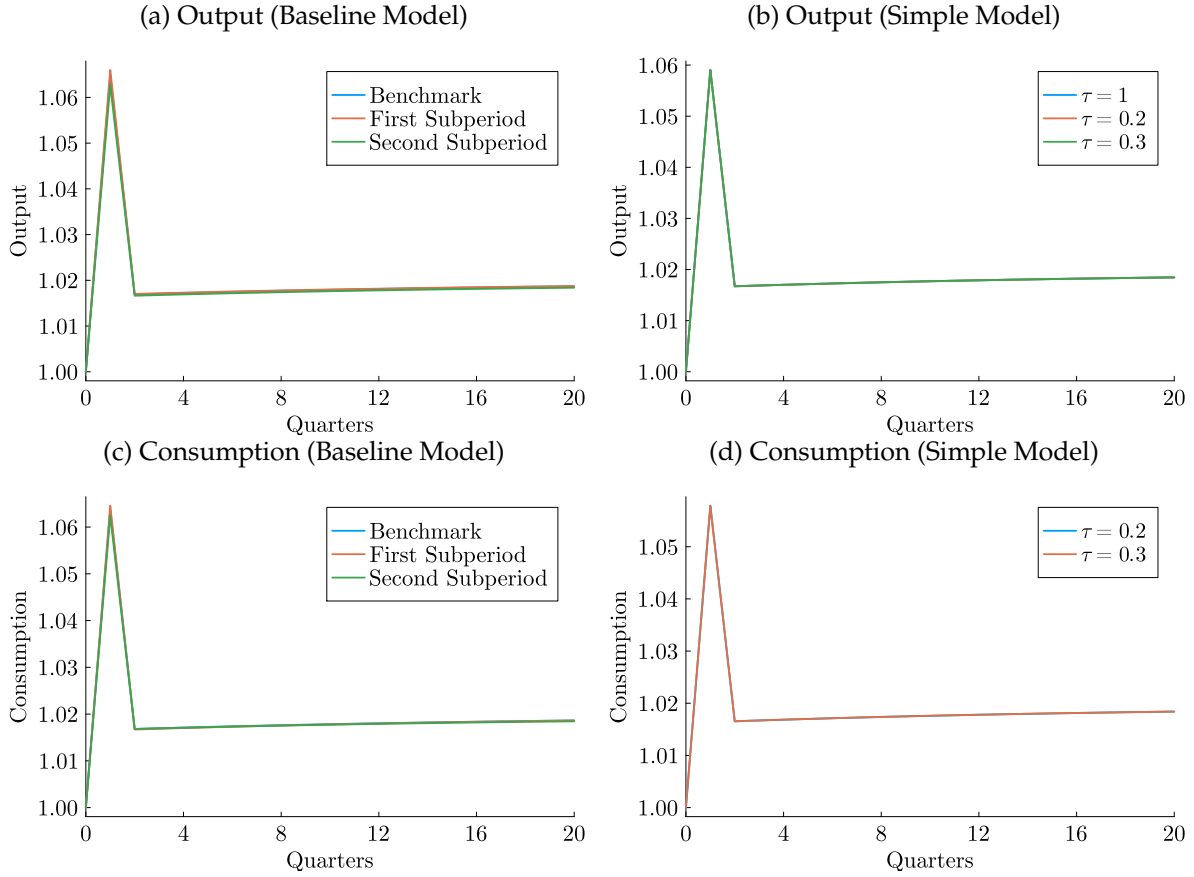 (a) Output (Baseline Model)
1.06
1.05
1.04
1.03
1.02
1.01
1.00
Output
Benchmark
First Subperiod
Second Subperiod
0 4 8 12 16 20
Quarters
(b) Output (Simple Model)
1.06
1.05
1.04
1.03
1.02
1.01
1.00
Output
τ = 1
τ = 0.2
τ = 0.3
0 4 8 12 16 20
Quarters
(c) Consumption (Baseline Model)
1.06
1.05
1.04
1.03
1.02
1.01
1.00
Consumption
Benchmark
First Subperiod
Second Subperiod
0 4 8 12 16 20
Quarters
(d) Consumption (Simple Model)
1.05
1.04
1.03
1.02
1.01
1.00
Consumption
τ = 0.2
τ = 0.3
0 4 8 12 16 20
Quarters